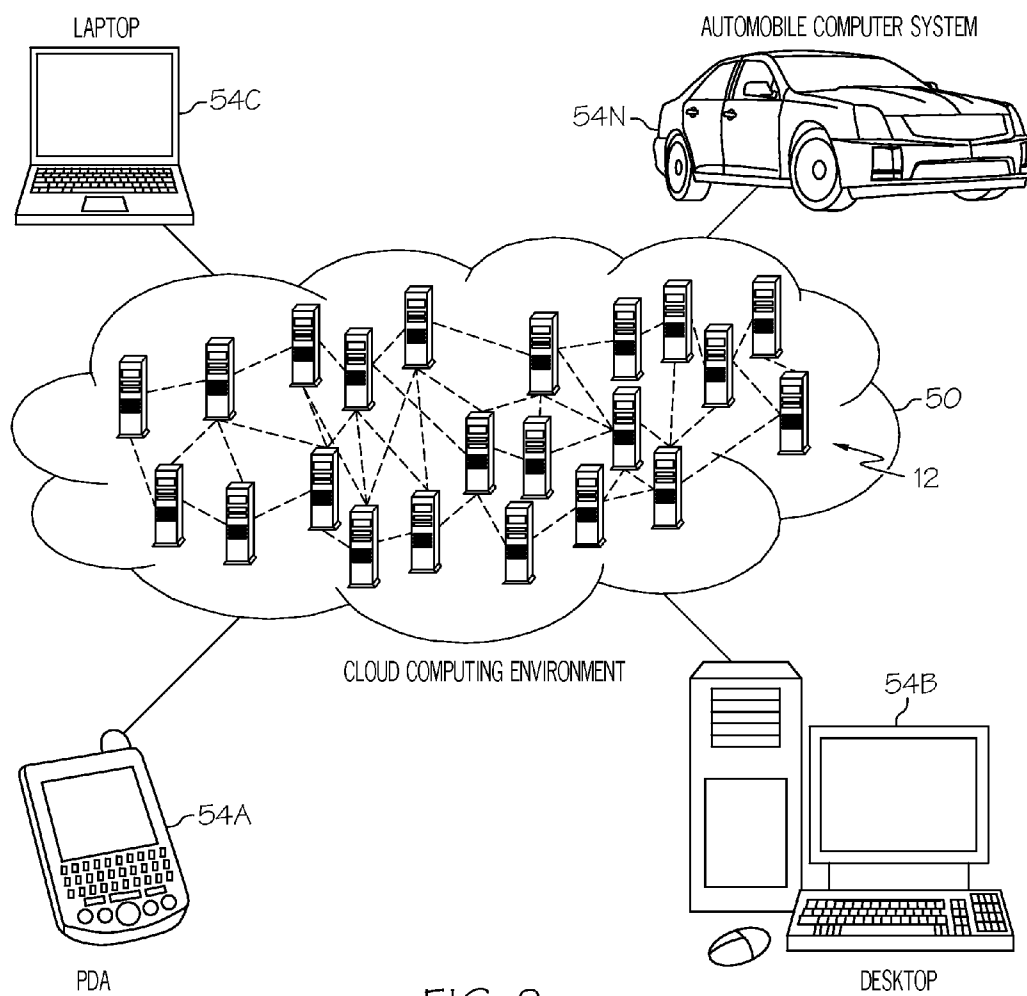 LAPTOP
AUTOMOBILE COMPUTER SYSTEM
54C
54N
50
12
CLOUD COMPUTING ENVIRONMENT
54B
54A
PDA
DESKTOP